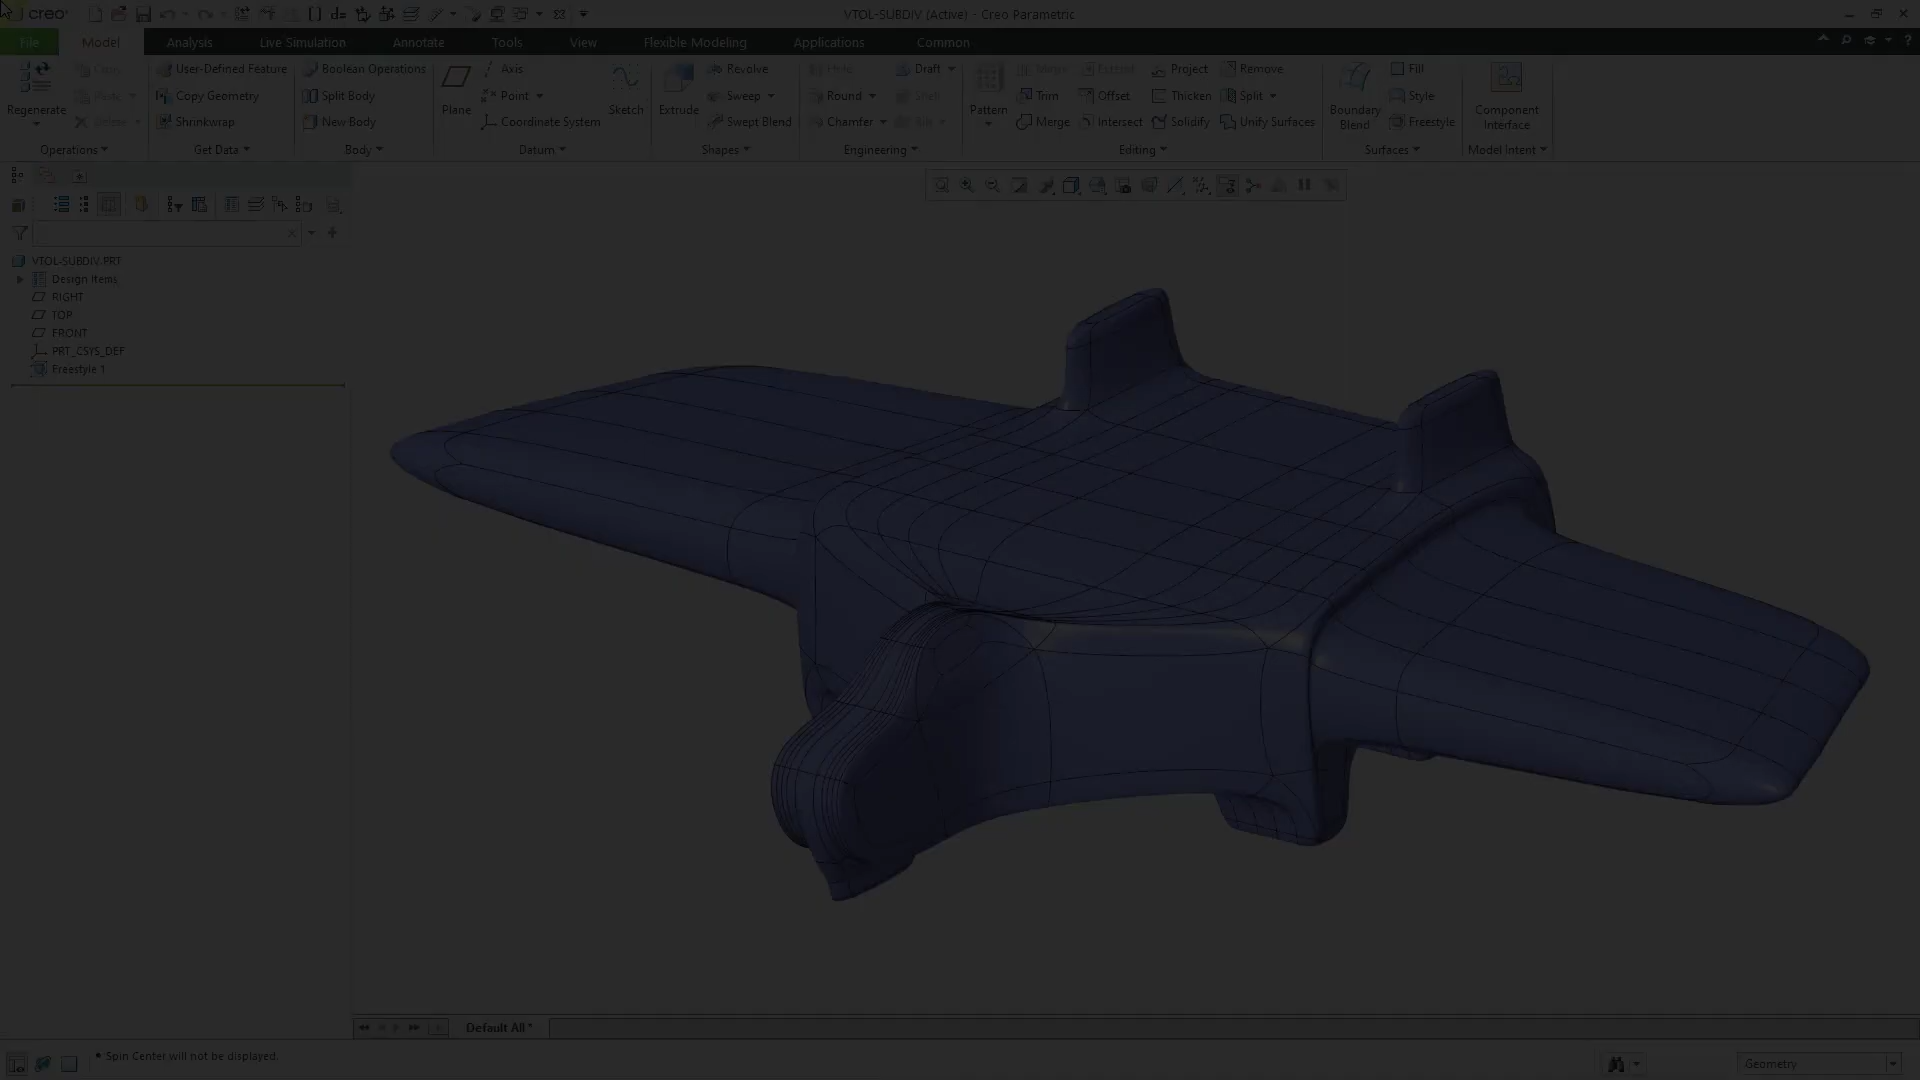 creo
d=
VTOL-SUBDIV (Active) - Creo Parametric
File
Model
Analysis
Live Simulation
Annotate
Tools
View
Flexible Modeling
Applications
Common
Regenerate
Copy
Paste
Delete
Operations
User-Defined Feature
Copy Geometry
Shrinkwrap
Get Data
Boolean Operations
Split Body
New Body
Body
Plane
Axis
Point
Coordinate System
Datum
Sketch
Extrude
Revolve
Sweep
Swept Blend
Shapes
Hole
Round
Chamfer
Draft
Shell
Rib
Engineering
Pattern
Mirror
Trim
Merge
Extend
Offset
Intersect
Project
Thicken
Solidify
Remove
Split
Unify Surfaces
Editing
Boundary
Blend
Fill
Style
Freestyle
Surfaces
Component
Interface
Model Intent
VTOL-SUBDIV.PRT
Design Items
RIGHT
TOP
FRONT
PRT_CSYS_DEF
Freestyle 1
Default All *
• Spin Center will not be displayed.
Geometry